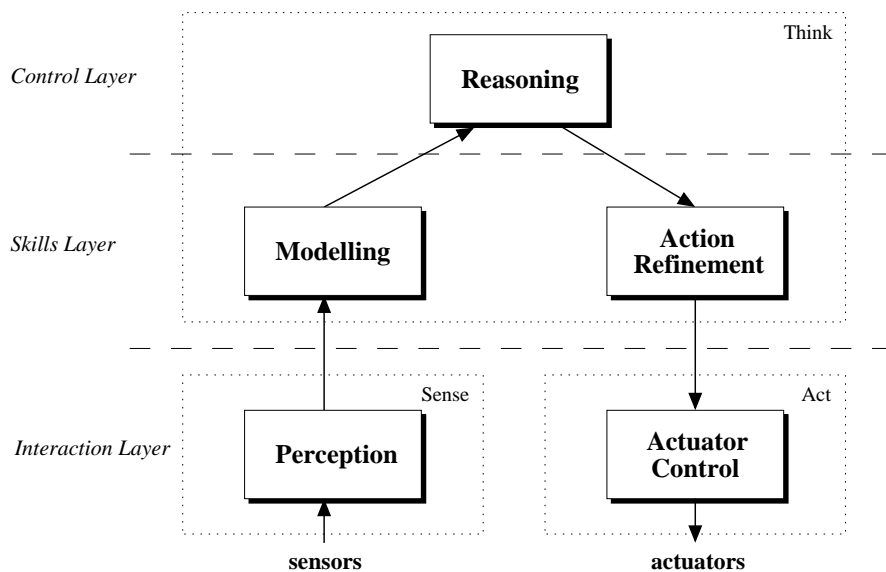 Think
Control Layer
Reasoning
Skills Layer
Modelling
Action
Refinement
Sense
Act
Interaction Layer
Perception
Actuator
Control
sensors
actuators